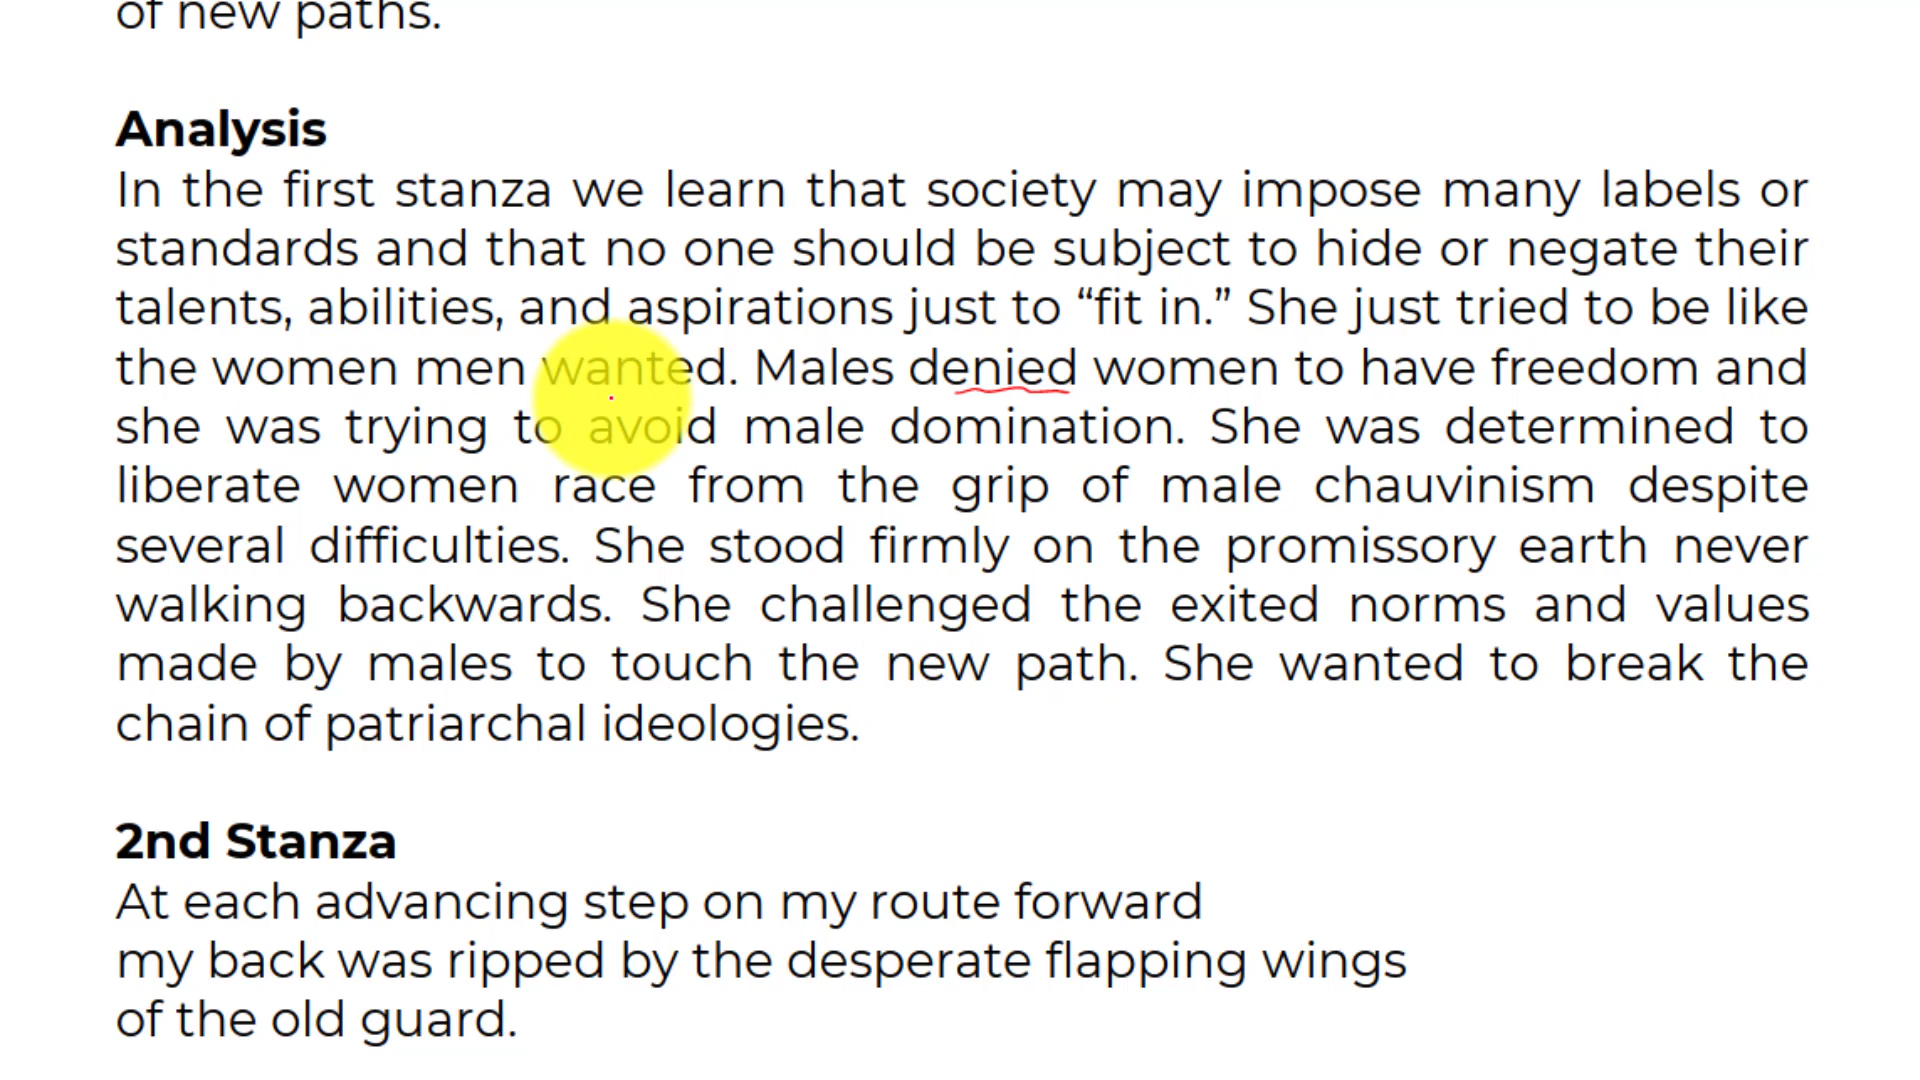 of new paths.
Analysis
In the first stanza we learn that society may impose many labels or
standards and that no one should be subject to hide or negate their
talents, abilities, and aspirations just to “fit in.” She just tried to be like
the women men wanted. Males denied women to have freedom and
she was trying to avoid male domination. She was determined to
liberate women race from the grip of male chauvinism despite
several difficulties. She stood firmly on the promissory earth never
walking backwards. She challenged the exited norms and values
made by males to touch the new path. She wanted to break the
chain of patriarchal ideologies.
2nd Stanza
At each advancing step on my route forward
my back was ripped by the desperate flapping wings
of the old guard.